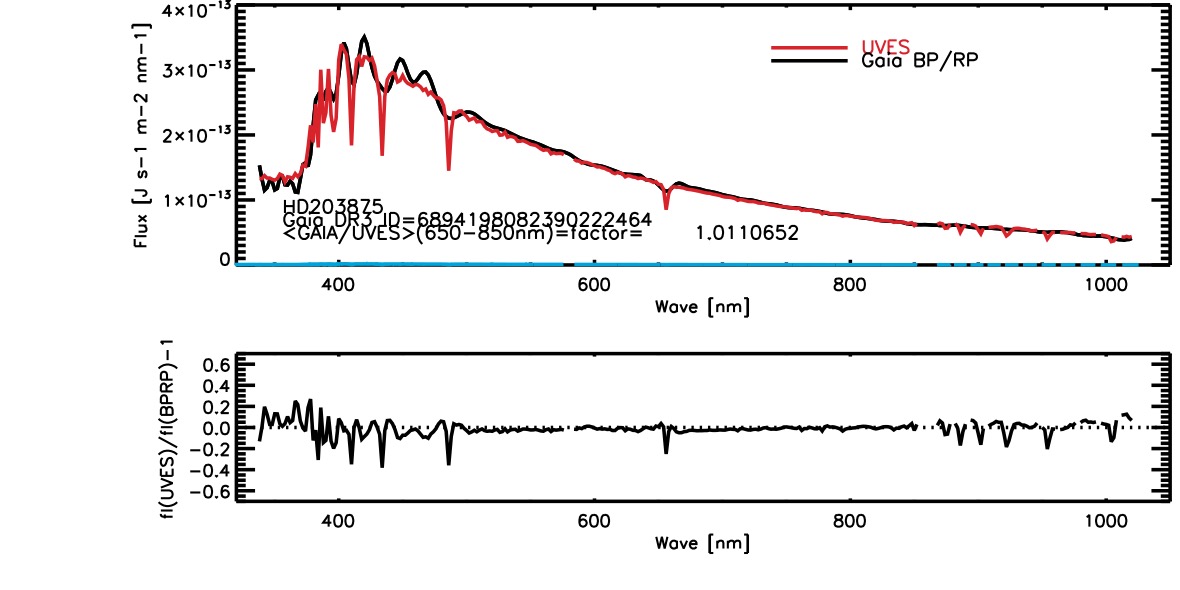 4×10−13
3×10−13
2×10−13
1×10−13
0
Flux [J s−1 m−2 nm−1]
UVES
Gaia BP/RP
HD203875
Gaia DR3 ID=6894198082390222464
<GAIA/UVES>(650−850nm)=factor= 1.0110652
400 600 800 1000
Wave [nm]
fl(UVES)/fl(BPRP)−1
0.6
0.4
0.2
0.0
−0.2
−0.4
−0.6
400 600 800 1000
Wave [nm]